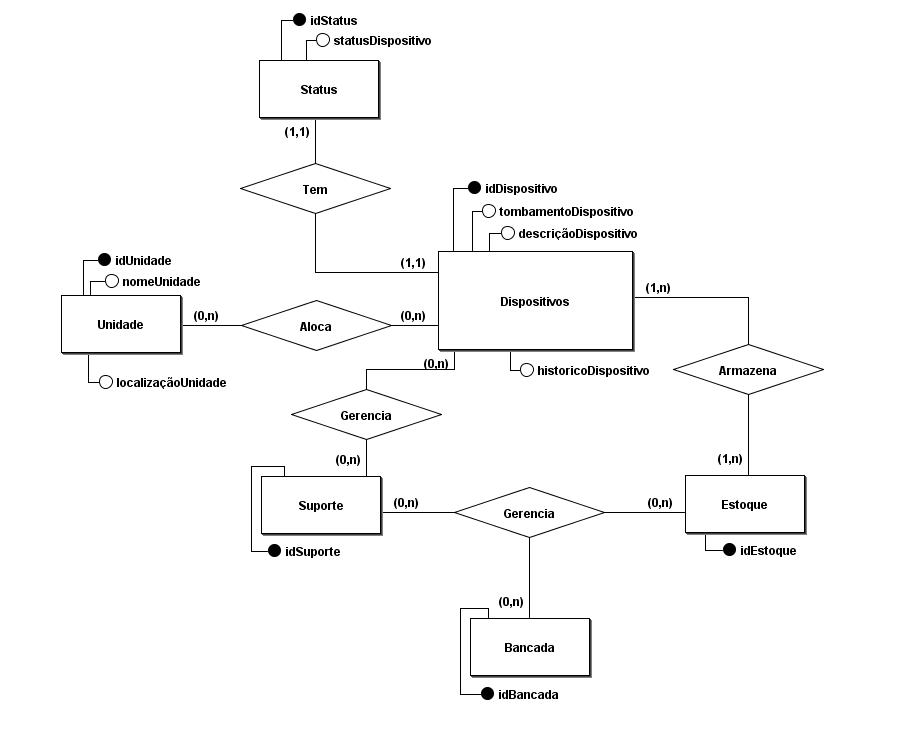 idStatus
statusDispositivo
Status
(1,1)
Tem
idDispositivo
tombamentoDispositivo
descriçãoDispositivo
(1,1)
idUnidade
nomeUnidade
Dispositivos
(1,n)
(0,n)
(0,n)
Unidade
Aloca
(0,n)
historicoDispositivo
Armazena
localizaçãoUnidade
Gerencia
(0,n)
(1,n)
Suporte
(0,n)
(0,n)
Estoque
Gerencia
idSuporte
idEstoque
(0,n)
Bancada
idBancada